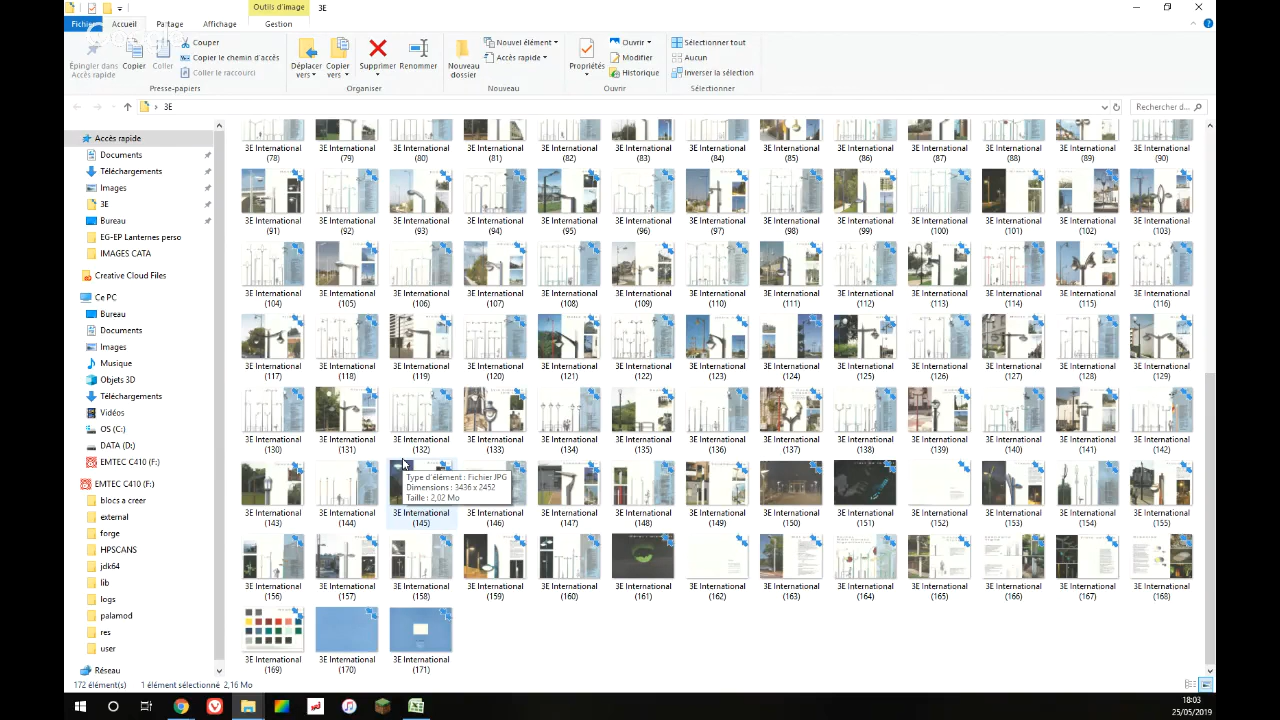 Outils d'image 3E
Fichier Accueil Partage Affichage Gestion
Épingler dans Accès rapide
Copier
Coller
Couper
Copier le chemin d'accès
Coller le raccourci
Presse-papiers
Déplacer vers
Copier vers
Supprimer
Renommer
Organiser
Nouveau dossier
Nouvel élément
Accès rapide
Nouveau
Propriétés
Ouvrir
Modifier
Historique
Ouvrir
Sélectionner tout
Aucun
Inverser la sélection
Sélectionner
3E
Rechercher d...
Accès rapide
Documents
Téléchargements
Images
3E
Bureau
EG-EP Lanternes perso
IMAGES CATA
Creative Cloud Files
Ce PC
Bureau
Documents
Images
Musique
Objets 3D
Téléchargements
Vidéos
OS (C:)
DATA (D:)
EMTEC C410 (F:)
EMTEC C410 (F:)
blocs a creer
external
forge
HPSCANS
jdk64
lib
logs
palamod
res
user
Réseau
3E International 3E International 3E International 3E International 3E International 3E International 3E International 3E International 3E International 3E International 3E International 3E International 3E International
(78) (79) (80) (81) (82) (83) (84) (85) (86) (87) (88) (89) (90)
3E International 3E International 3E International 3E International 3E International 3E International 3E International 3E International 3E International 3E International 3E International 3E International 3E International
(91) (92) (93) (94) (95) (96) (97) (98) (99) (100) (101) (102) (103)
3E International 3E International 3E International 3E International 3E International 3E International 3E International 3E International 3E International 3E International 3E International 3E International 3E International
(104) (105) (106) (107) (108) (109) (110) (111) (112) (113) (114) (115) (116)
3E International 3E International 3E International 3E International 3E International 3E International 3E International 3E International 3E International 3E International 3E International 3E International 3E International
(117) (118) (119) (120) (121) (122) (123) (124) (125) (126) (127) (128) (129)
3E International 3E International 3E International 3E International 3E International 3E International 3E International 3E International 3E International 3E International 3E International 3E International 3E International
(130) (131) (132) (133) (134) (135) (136) (137) (138) (139) (140) (141) (142)
Type d'élément : Fichier JPG
Dimensions : 3436 x 2452
Taille : 2,02 Mo
3E International 3E International 3E International 3E International 3E International 3E International 3E International 3E International 3E International 3E International 3E International 3E International 3E International
(143) (144) (145) (146) (147) (148) (149) (150) (151) (152) (153) (154) (155)
3E International 3E International 3E International 3E International 3E International 3E International 3E International 3E International 3E International 3E International 3E International 3E International 3E International
(156) (157) (158) (159) (160) (161) (162) (163) (164) (165) (166) (167) (168)
3E International 3E International 3E International
(169) (170) (171)
172 élément(s) 1 élément sélectionné 2,16 Mo
18:03
25/05/2019